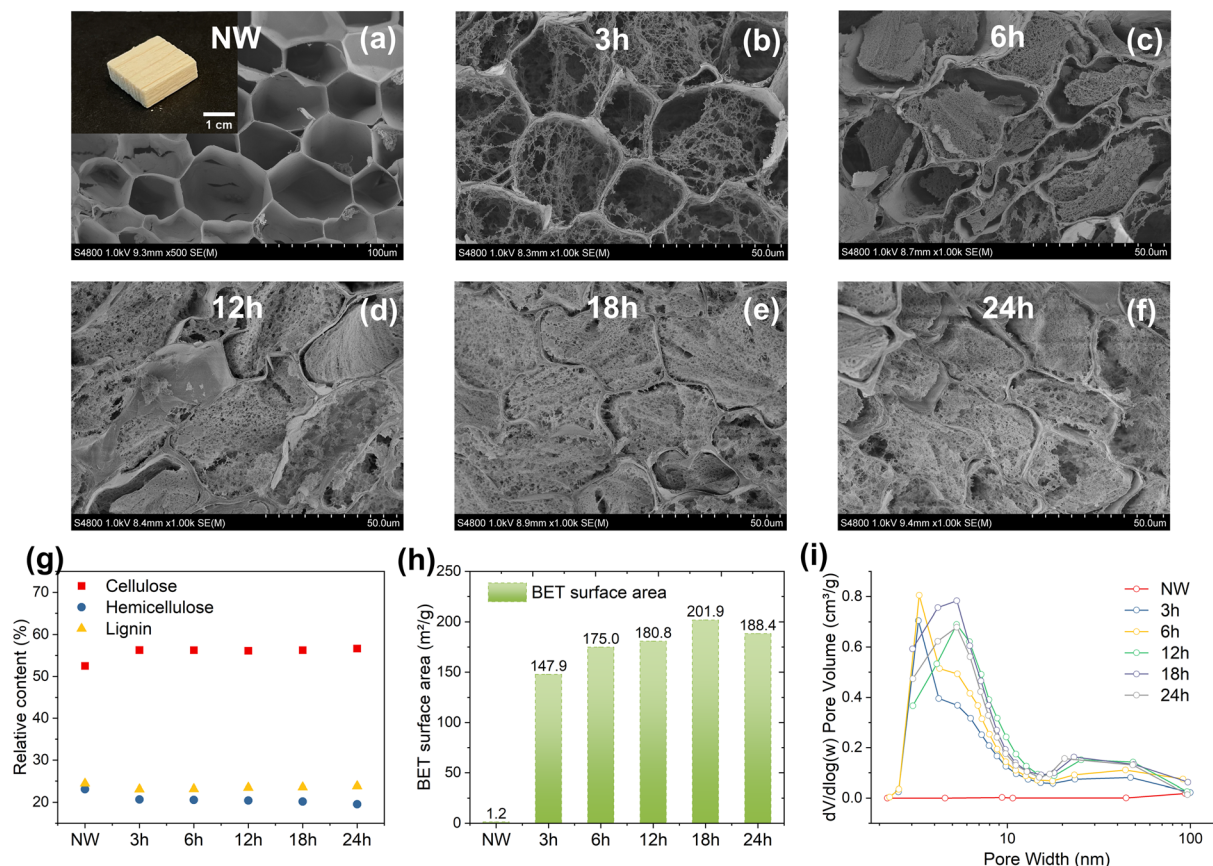 NW
(a)
1 cm
S4800 1.0kV 9.3mm x500 SE(M)
100um
3h
(b)
S4800 1.0kV 8.3mm x1.00k SE(M)
50.0um
6h
(c)
S4800 1.0kV 8.7mm x1.00k SE(M)
50.0um
12h
(d)
S4800 1.0kV 8.4mm x1.00k SE(M)
50.0um
18h
(e)
S4800 1.0kV 8.9mm x1.00k SE(M)
50.0um
24h
(f)
S4800 1.0kV 9.4mm x1.00k SE(M)
50.0um
(g)
Cellulose
Hemicellulose
Lignin
Relative content (%)
70
60
50
40
30
20
NW 3h 6h 12h 18h 24h
(h)
BET surface area
BET surface area (m²/g)
300
250
200
150
100
50
0
1.2
147.9
175.0
180.8
201.9
188.4
NW 3h 6h 12h 18h 24h
(i)
NW
3h
6h
12h
18h
24h
dV/dlog(w) Pore Volume (cm³/g)
0.8
0.6
0.4
0.2
0.0
10 100
Pore Width (nm)